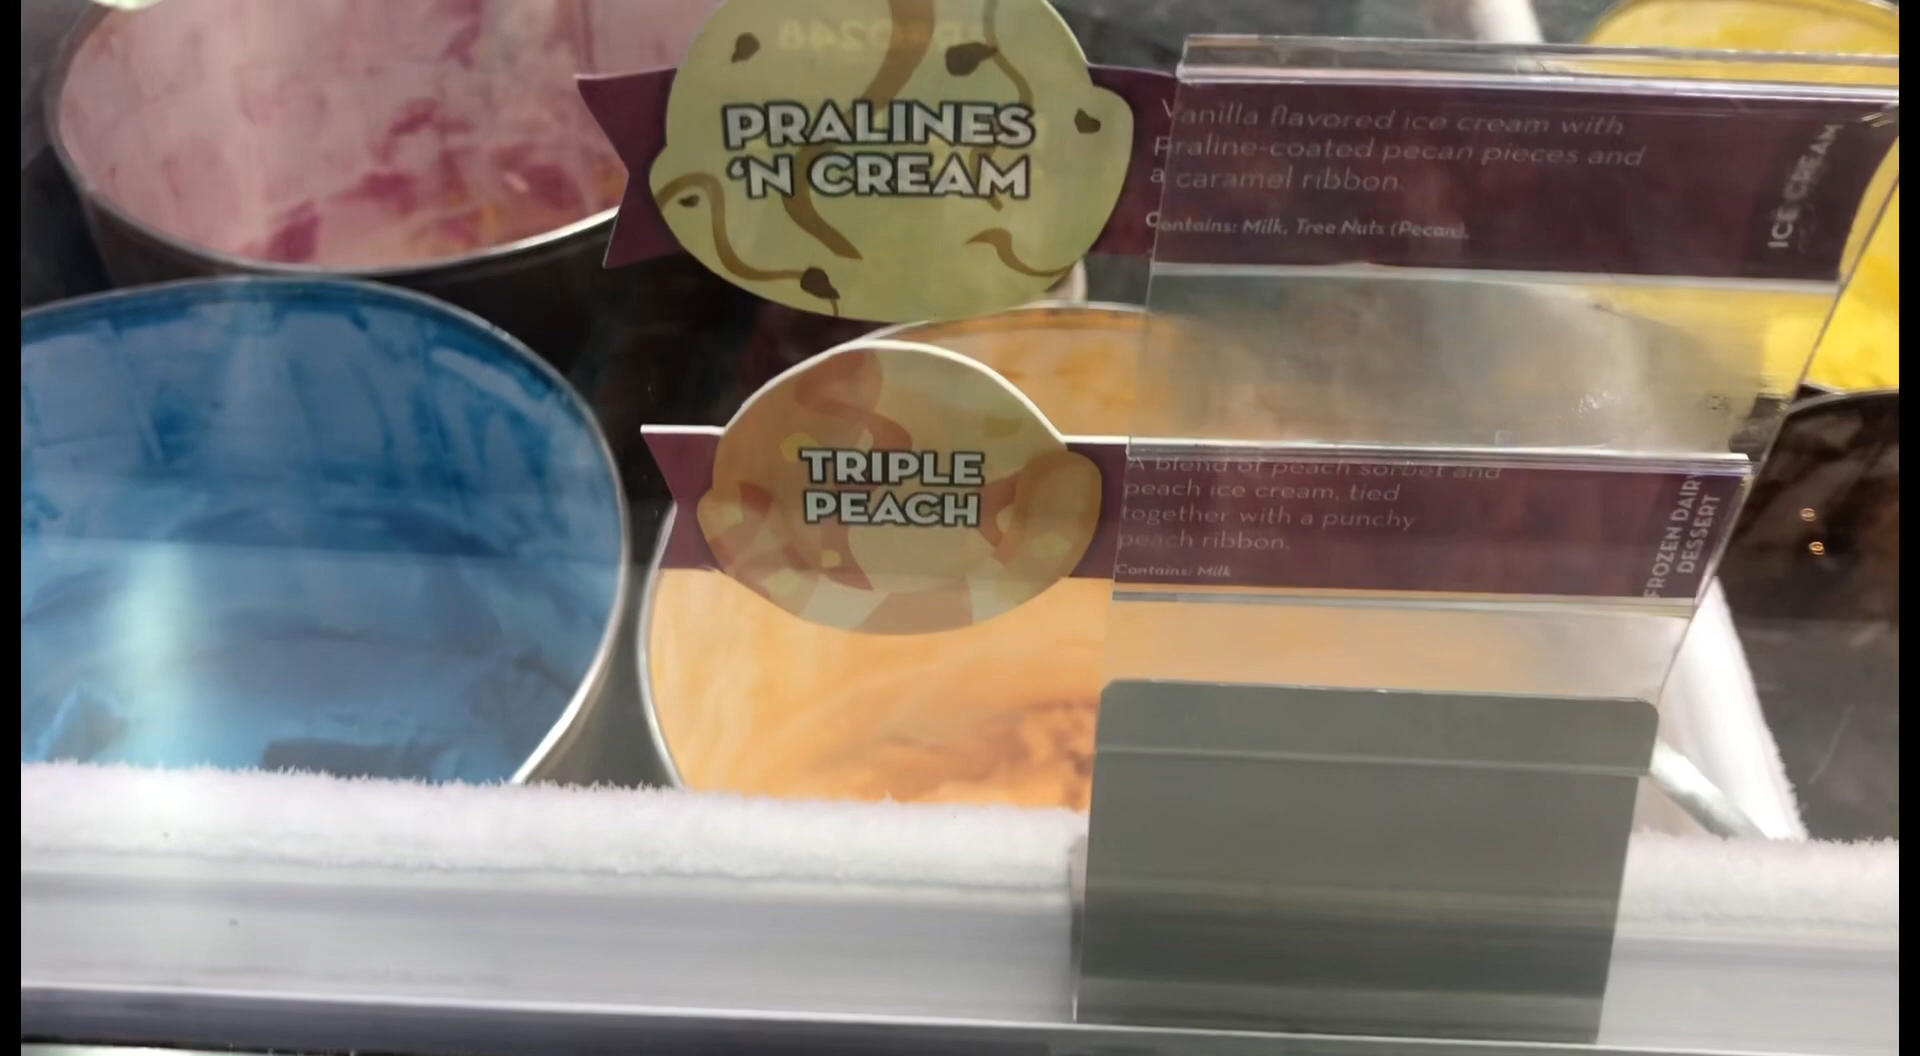 PRALINES
'N CREAM
Vanilla flavored ice cream with
Praline-coated pecan pieces and
a caramel ribbon.
Contains: Milk, Tree Nuts (Pecan).
ICE CREAM
TRIPLE
PEACH
A blend of peach sorbet and
peach ice cream, tied
together with a punchy
peach ribbon.
Contains: Milk
FROZEN DAIRY
DESSERT